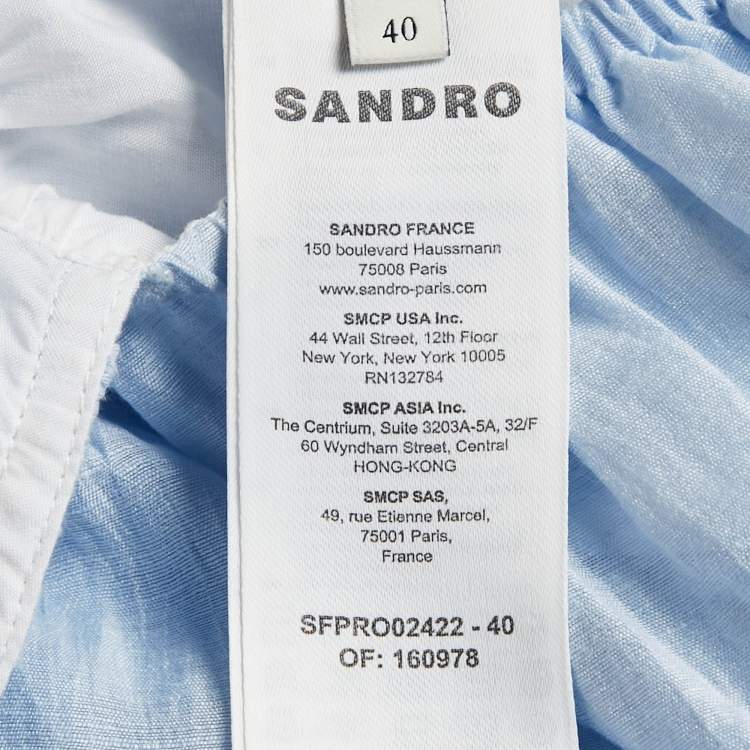 40
SANDRO
SANDRO FRANCE
150 boulevard Haussmann
75008 Paris
www.sandro-paris.com
SMCP USA Inc.
44 Wall Street, 12th Floor
New York, New York 10005
RN132784
SMCP ASIA Inc.
The Centrium, Suite 3203A-5A, 32/F
60 Wyndham Street, Central
HONG-KONG
SMCP SAS,
49, rue Etienne Marcel,
75001 Paris,
France
SFPRO02422 - 40
OF: 160978